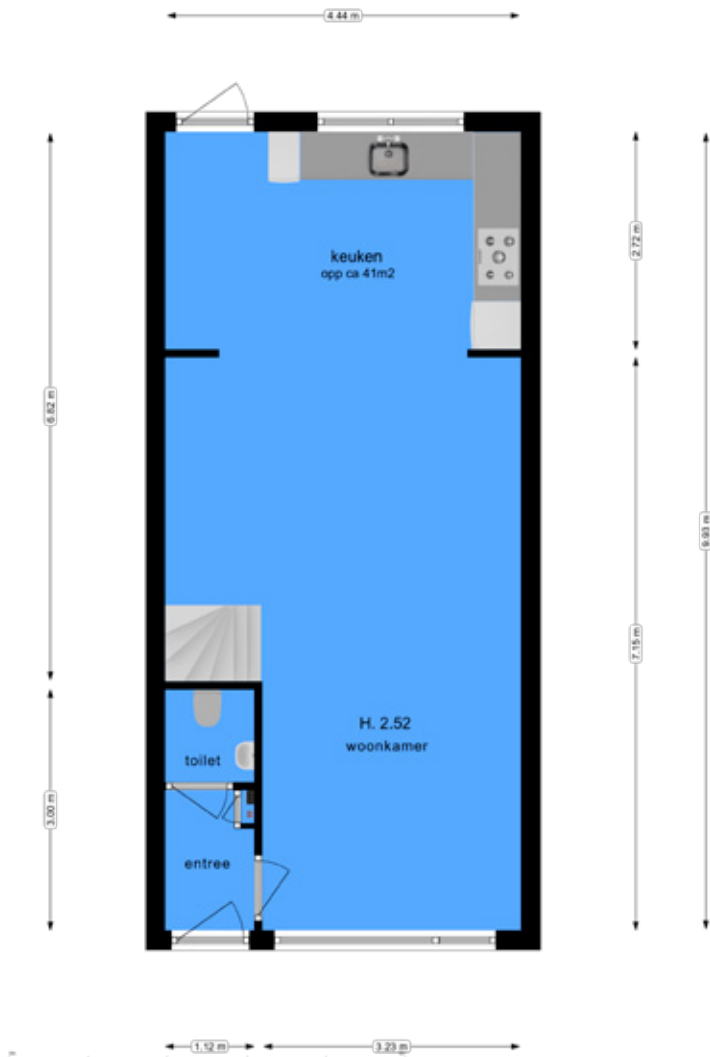 4.44 m
keuken
opp ca 41m2
2.72 m
6.82 m
9.93 m
7.15 m
H. 2.52
woonkamer
toilet
3.00 m
entree
1.12 m
3.23 m